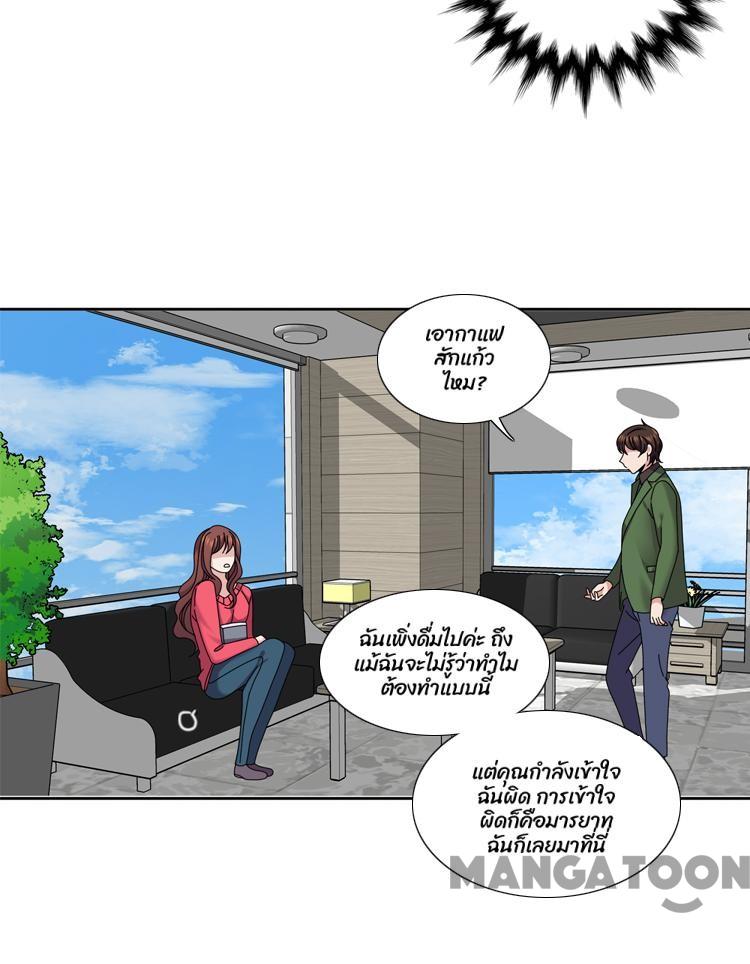 เอากาแฟ
สักแก้ว
ไหม?
ฉันเพิ่งดื่มไปค่ะ ถึง
แม้ฉันจะไม่รู้ว่าทำไม
ต้องทำแบบนี้
แต่คุณกำลังเข้าใจ
ฉันผิด การเข้าใจ
ผิดก็คือมารยาท
ฉันก็เลยมาที่นี่
MANGATOON